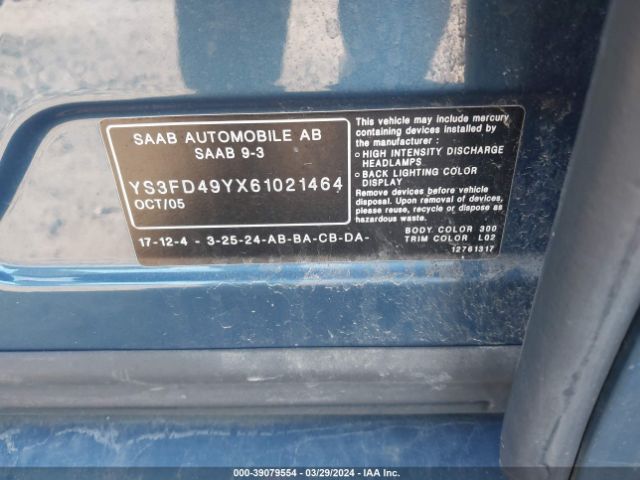 SAAB AUTOMOBILE AB
SAAB 9-3
YS3FD49YX61021464
OCT/05
17-12-4 - 3-25-24-AB-BA-CB-DA-
This vehicle may include mercury
containing devices installed by
the manufacturer :
o HIGH INTENSITY DISCHARGE
HEADLAMPS
o BACK LIGHTING COLOR
DISPLAY
Remove devices before vehicle
disposal. Upon removal of devices,
please reuse, recycle or dispose as
hazardous waste.
BODY COLOR 300
TRIM COLOR L02
12761317
000-39079554 — 03/29/2024 — IAA Inc.